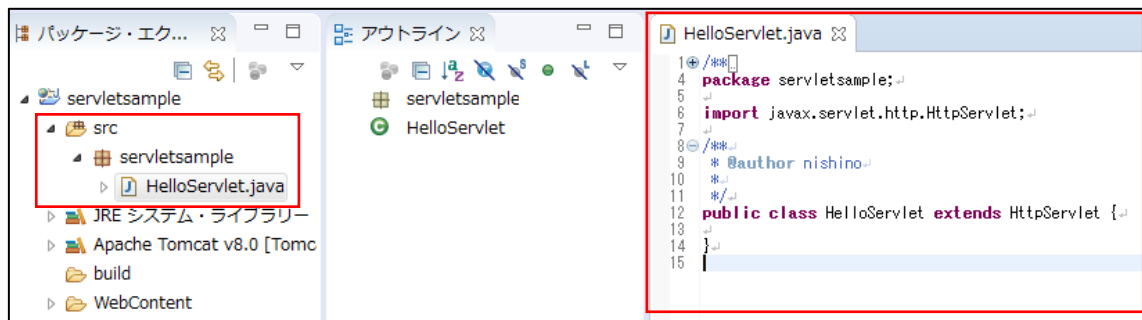 パッケージ・エク...
servletsample
src
servletsample
HelloServlet.java
JRE システム・ライブラリー
Apache Tomcat v8.0 [Tomc
build
WebContent
アウトライン
servletsample
HelloServlet
HelloServlet.java
1 /**
4 package servletsample;
5
6 import javax.servlet.http.HttpServlet;
7
8 /**
9 * @author nishino
10 *
11 */
12 public class HelloServlet extends HttpServlet {
13
14 }
15